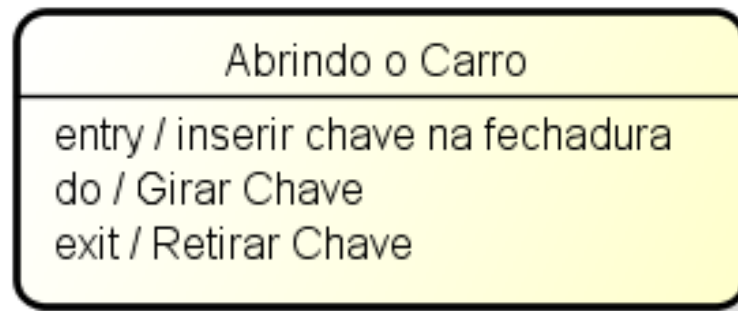 Abrindo o Carro
entry / inserir chave na fechadura
do / Girar Chave
exit / Retirar Chave